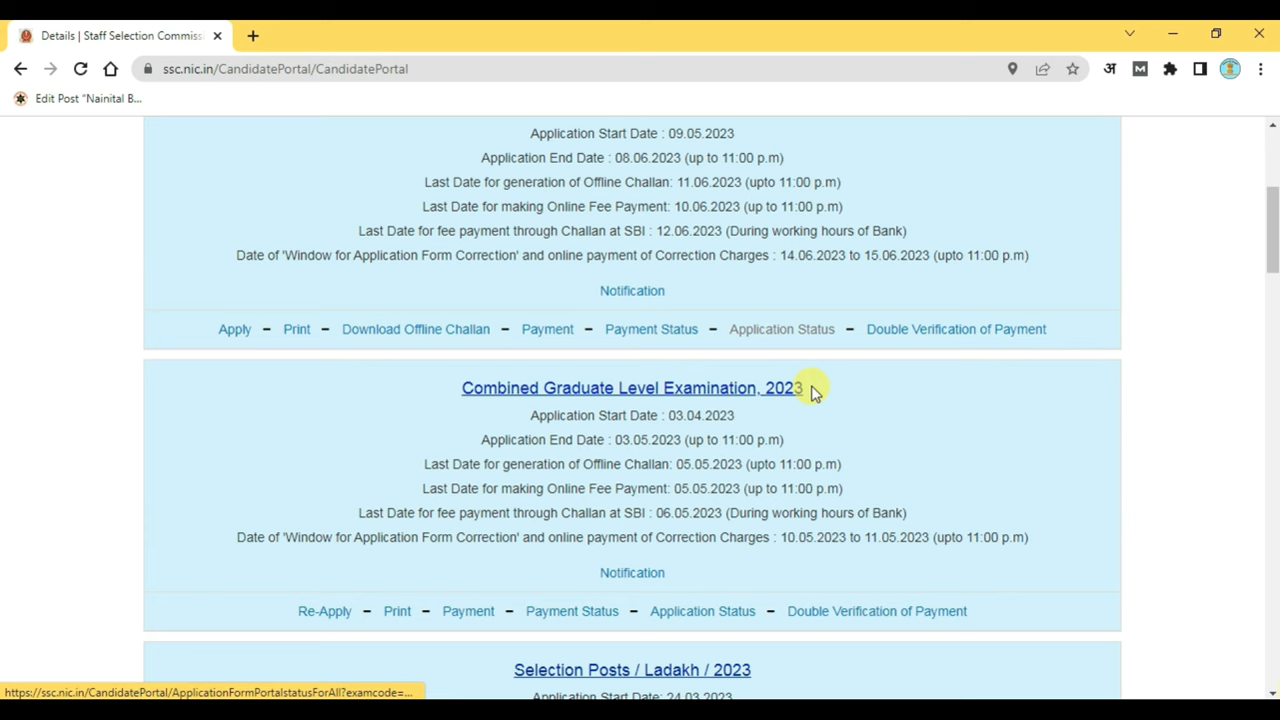 Details | Staff Selection Commiss
ssc.nic.in/CandidatePortal/CandidatePortal
अ
M
Edit Post "Nainital B...
Application Start Date : 09.05.2023
Application End Date : 08.06.2023 (up to 11:00 p.m)
Last Date for generation of Offline Challan: 11.06.2023 (upto 11:00 p.m)
Last Date for making Online Fee Payment: 10.06.2023 (up to 11:00 p.m)
Last Date for fee payment through Challan at SBI : 12.06.2023 (During working hours of Bank)
Date of 'Window for Application Form Correction' and online payment of Correction Charges : 14.06.2023 to 15.06.2023 (upto 11:00 p.m)
Notification
Apply – Print – Download Offline Challan – Payment – Payment Status – Application Status – Double Verification of Payment
Combined Graduate Level Examination, 2023
Application Start Date : 03.04.2023
Application End Date : 03.05.2023 (up to 11:00 p.m)
Last Date for generation of Offline Challan: 05.05.2023 (upto 11:00 p.m)
Last Date for making Online Fee Payment: 05.05.2023 (up to 11:00 p.m)
Last Date for fee payment through Challan at SBI : 06.05.2023 (During working hours of Bank)
Date of 'Window for Application Form Correction' and online payment of Correction Charges : 10.05.2023 to 11.05.2023 (upto 11:00 p.m)
Notification
Re-Apply – Print – Payment – Payment Status – Application Status – Double Verification of Payment
Selection Posts / Ladakh / 2023
Application Start Date: 24.03.2023
https://ssc.nic.in/CandidatePortal/ApplicationFormPortalstatusForAll?examcode=...